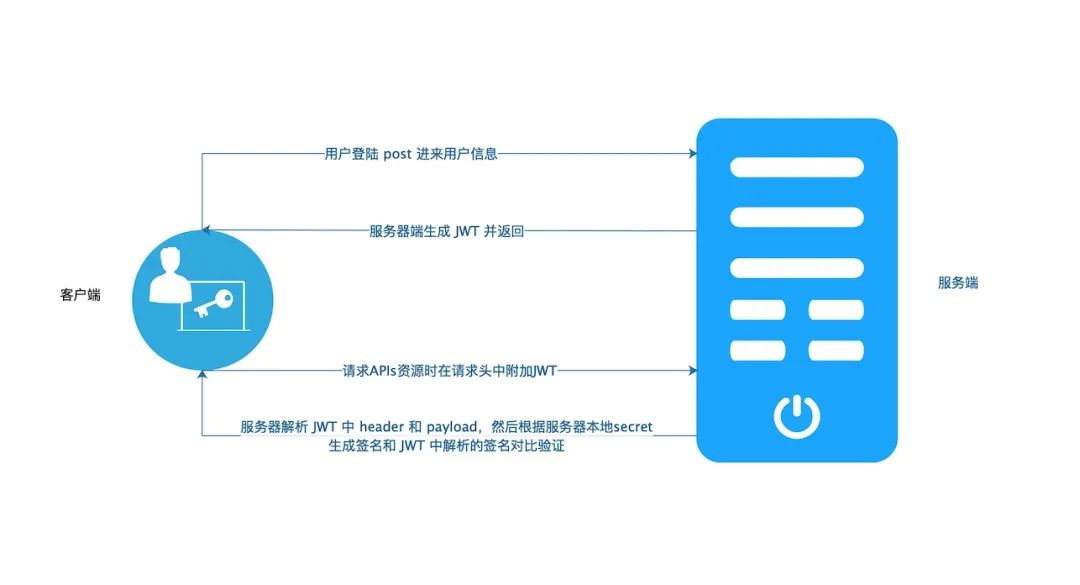 用户登陆 post 进来用户信息
服务器端生成 JWT 并返回
客户端
服务端
请求APIs资源时在请求头中附加JWT
服务器解析 JWT 中 header 和 payload，然后根据服务器本地secret
生成签名和 JWT 中解析的签名对比验证